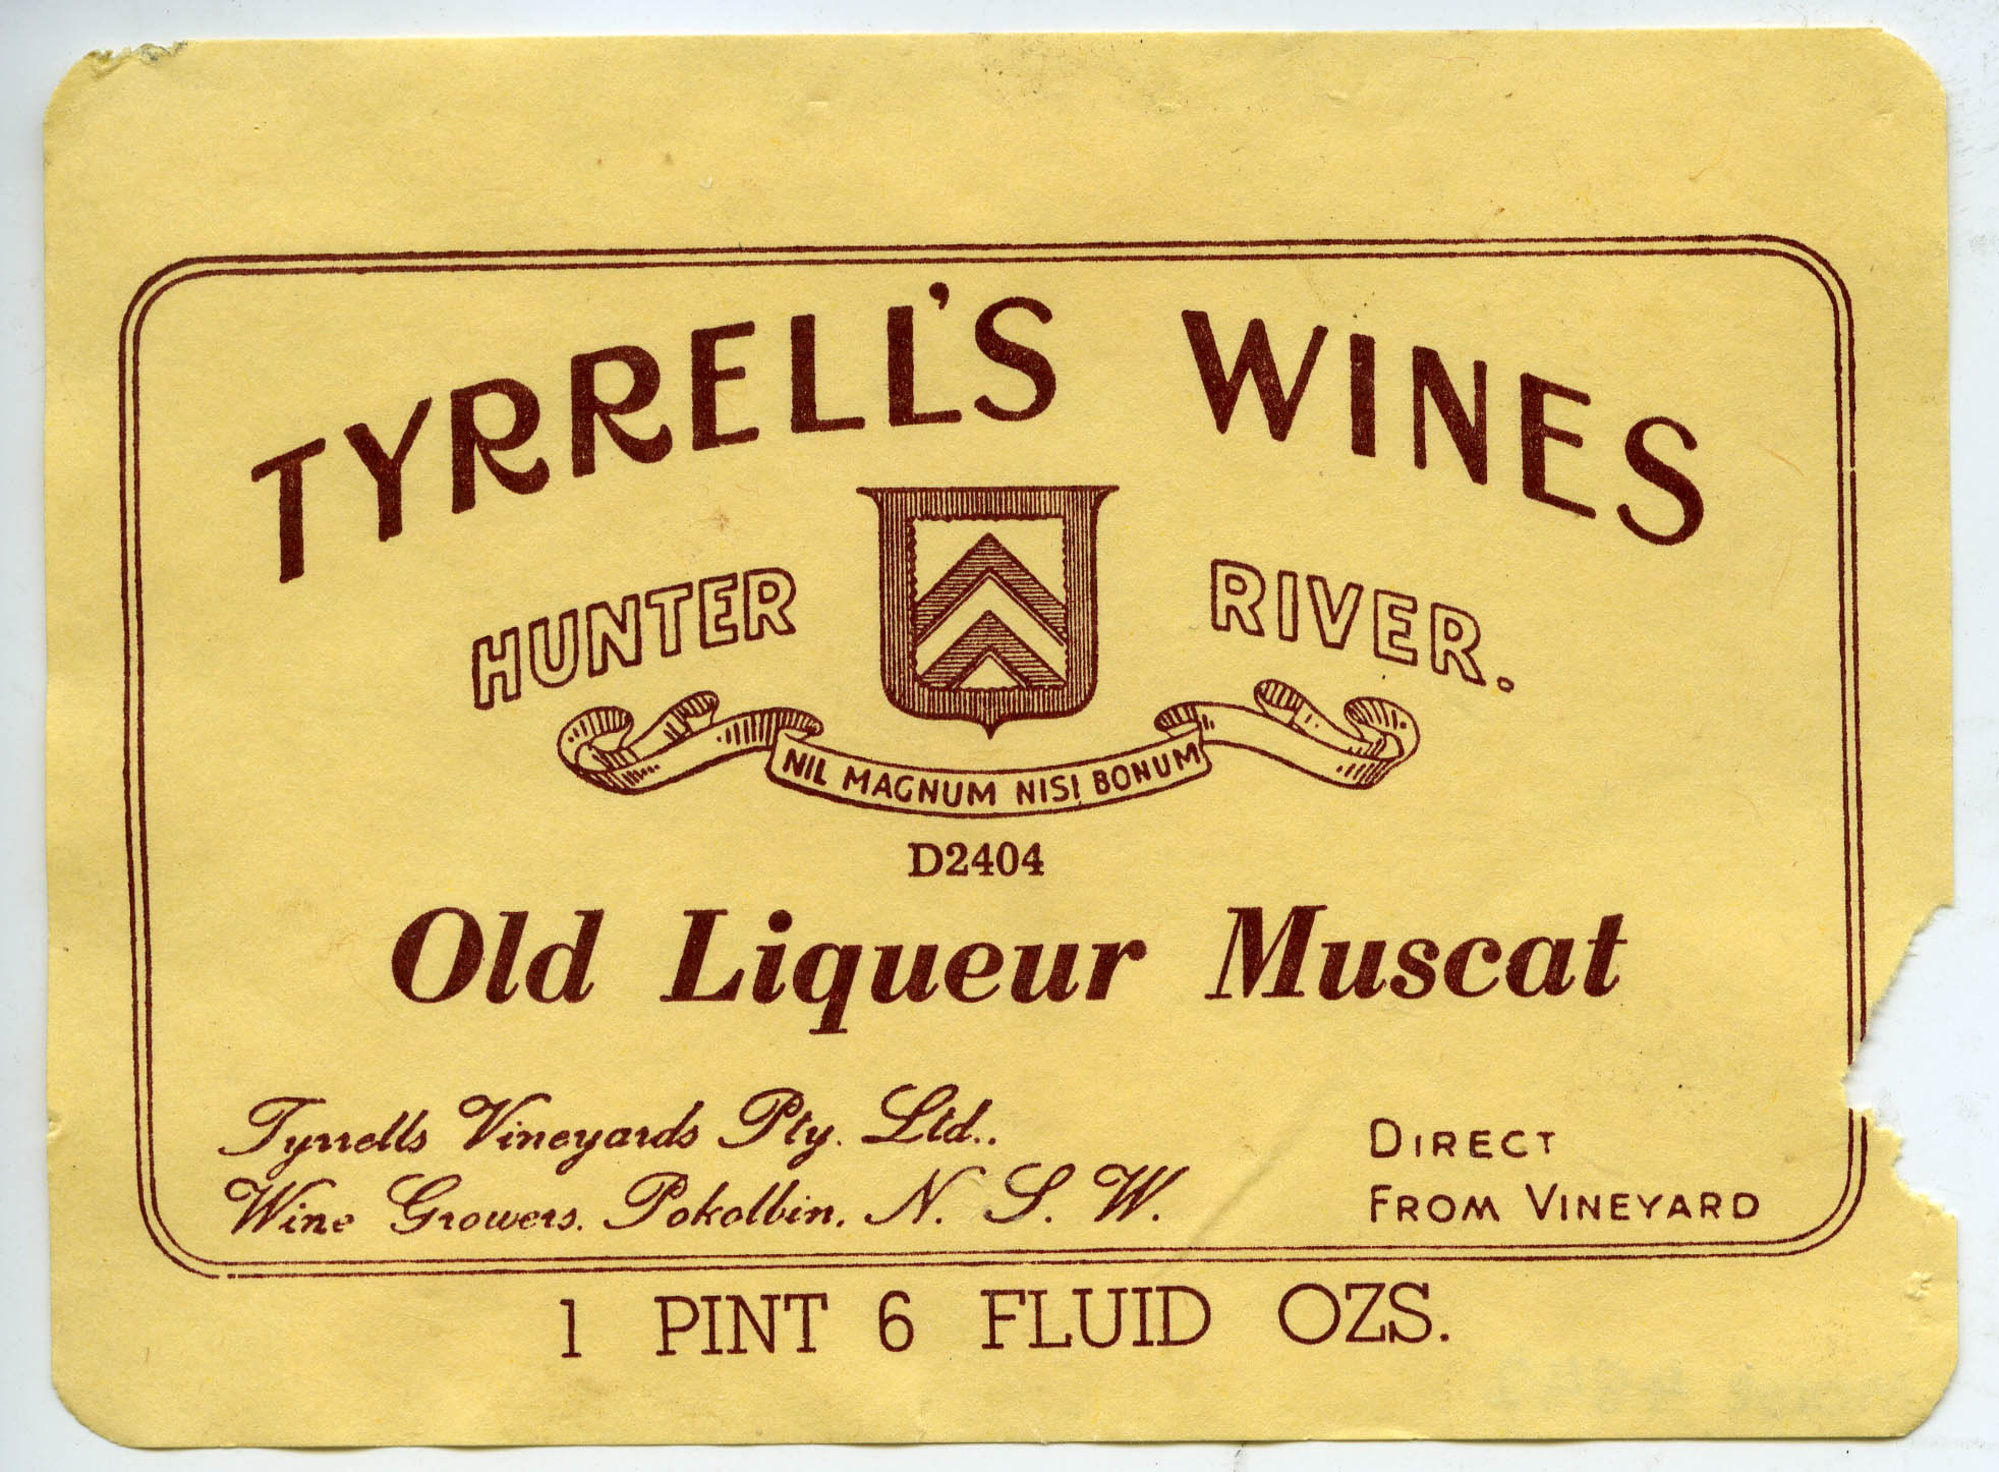 TYRRELL'S WINES
HUNTER RIVER.
NIL MAGNUM NISI BONUM
D2404
Old Liqueur Muscat
Tyrrells Vineyards Pty. Ltd..
Wine Growers. Pokolbin. N. S. W.
DIRECT
FROM VINEYARD
1 PINT 6 FLUID OZS.